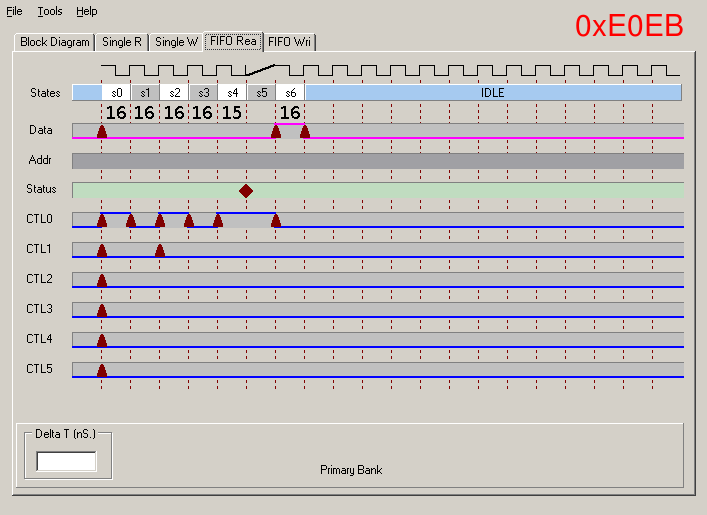 File Tools Help
0xE0EB
Block Diagram Single R Single W FIFO Rea FIFO Wri
States s0 s1 s2 s3 s4 s5 s6 IDLE
16 16 16 16 15 16
Data
Addr
Status
CTL0
CTL1
CTL2
CTL3
CTL4
CTL5
Delta T (nS.)
Primary Bank